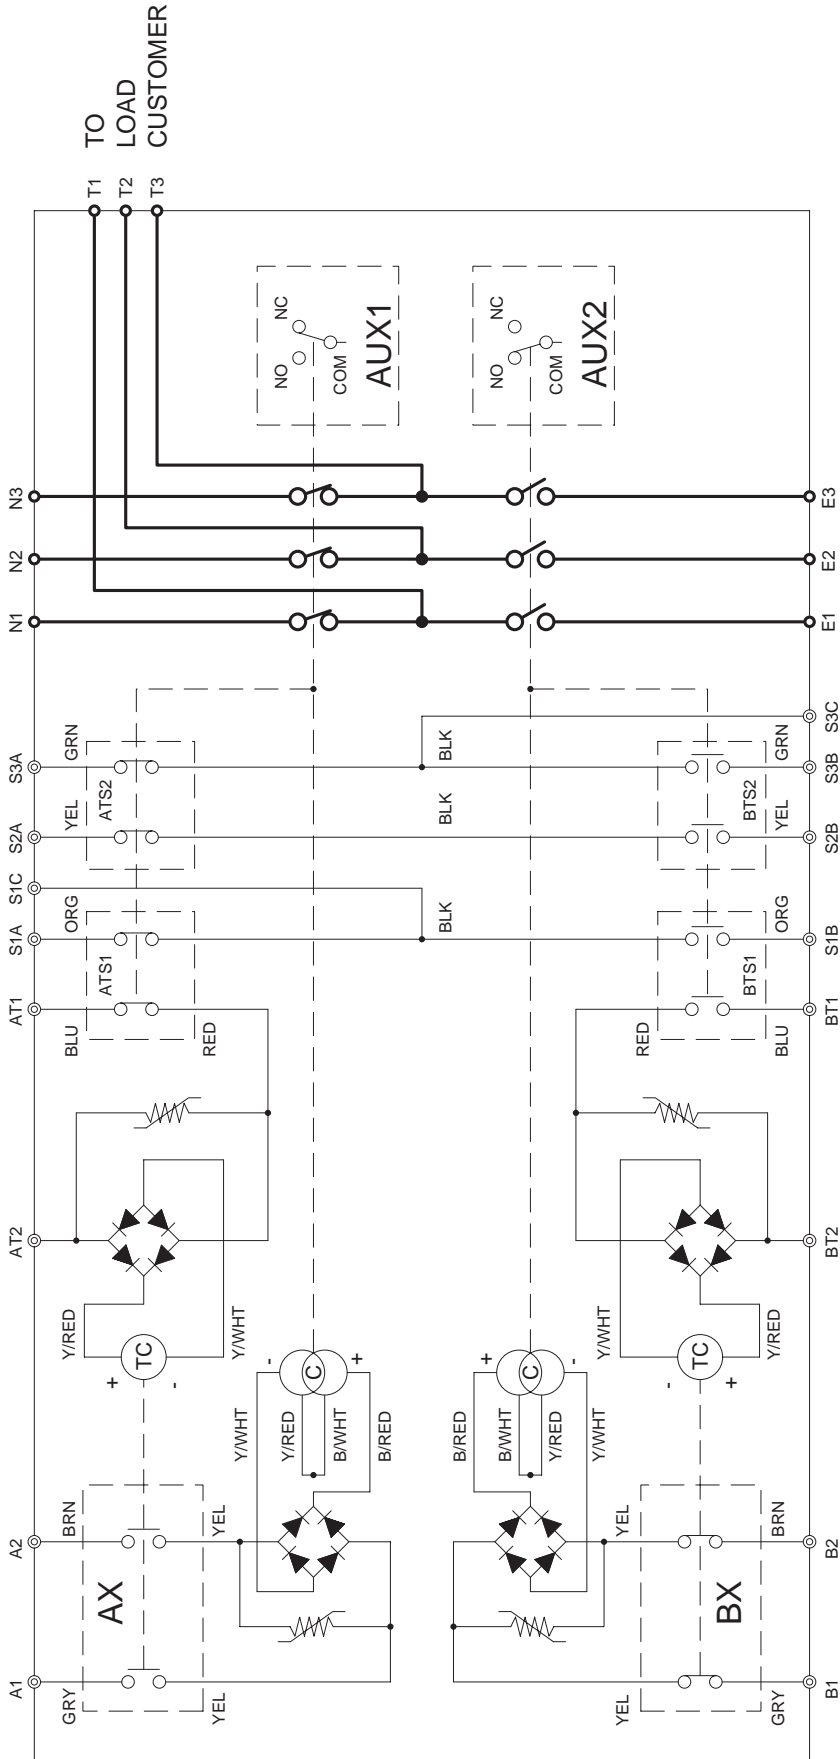 TO
LOAD
CUSTOMER
T1
T2
T3
NO
NC
COM
AUX1
NO
NC
COM
AUX2
N3
N2
N1
E3
E2
E1
S3A
S2A
S1C
S1A
AT1
GRN
YEL
ATS2
ORG
ATS1
BLU
RED
BLK
BLK
BLK
S3C
S3B
S2B
S1B
BT1
GRN
YEL
BTS2
ORG
BTS1
BLU
RED
AT2
Y/RED
Y/WHT
TC
+
-
BT2
Y/WHT
Y/RED
TC
-
+
-
C
+
Y/WHT
Y/RED
B/WHT
B/RED
+
C
-
B/RED
B/WHT
Y/RED
Y/WHT
A2
BRN
YEL
AX
A1
GRY
YEL
YEL
BRN
B2
BX
YEL
GRY
B1